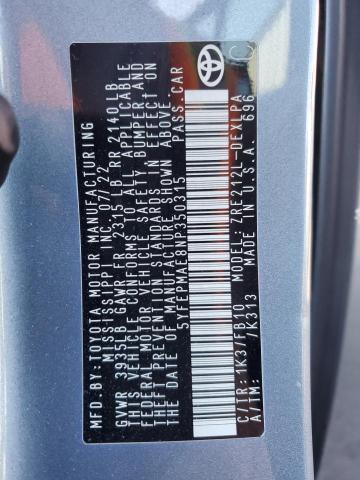 MFD.BY:TOYOTA MOTOR MANUFACTURING
MISSISSIPPI, INC. 07/22
GVWR 3935LB GAWR FR 2315 LB RR 2140 LB
THIS VEHICLE CONFORMS TO ALL APPLICABLE
FEDERAL MOTOR VEHICLE SAFETY BUMPER AND
THEFT PREVENTION STANDARDS IN EFFECT ON
THE DATE OF MANUFACTURE SHOWN ABOVE.
5YFEPMAE8NP350315 PASS.CAR
TOYOTA
C/TR:1K3/FB10 MODEL:ZRE212L-DEXLPA
A/TM: /K313 MADE IN U.S.A. 696
C